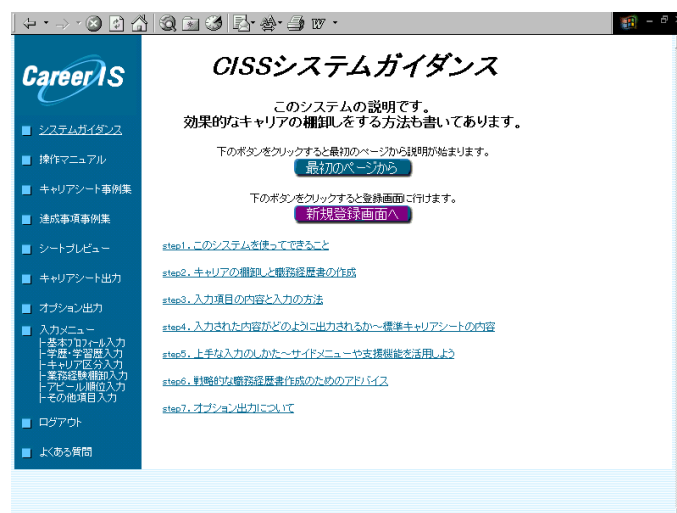 Career IS
システムガイダンス
操作マニュアル
キャリアシート事例集
達成事項事例集
シートプレビュー
キャリアシート出力
オプション出力
入力メニュー
├基本プロフィール入力
├学歴・学習歴入力
├キャリア区分入力
├業務経験棚卸入力
├アピール順位入力
├その他項目入力
ログアウト
よくある質問
CISSシステムガイダンス
このシステムの説明です。
効果的なキャリアの棚卸しをする方法も書いてあります。
下のボタンをクリックすると最初のページから説明が始まります。
最初のページから
下のボタンをクリックすると登録画面に行けます。
新規登録画面へ
step1.このシステムを使ってできること
step2.キャリアの棚卸しと職務経歴書の作成
step3.入力項目の内容と入力の方法
step4.入力された内容がどのように出力されるか～標準キャリアシートの内容
step5.上手な入力のしかた～サイドメニューや支援機能を活用しよう
step6.戦略的な職務経歴書作成のためのアドバイス
step7.オプション出力について